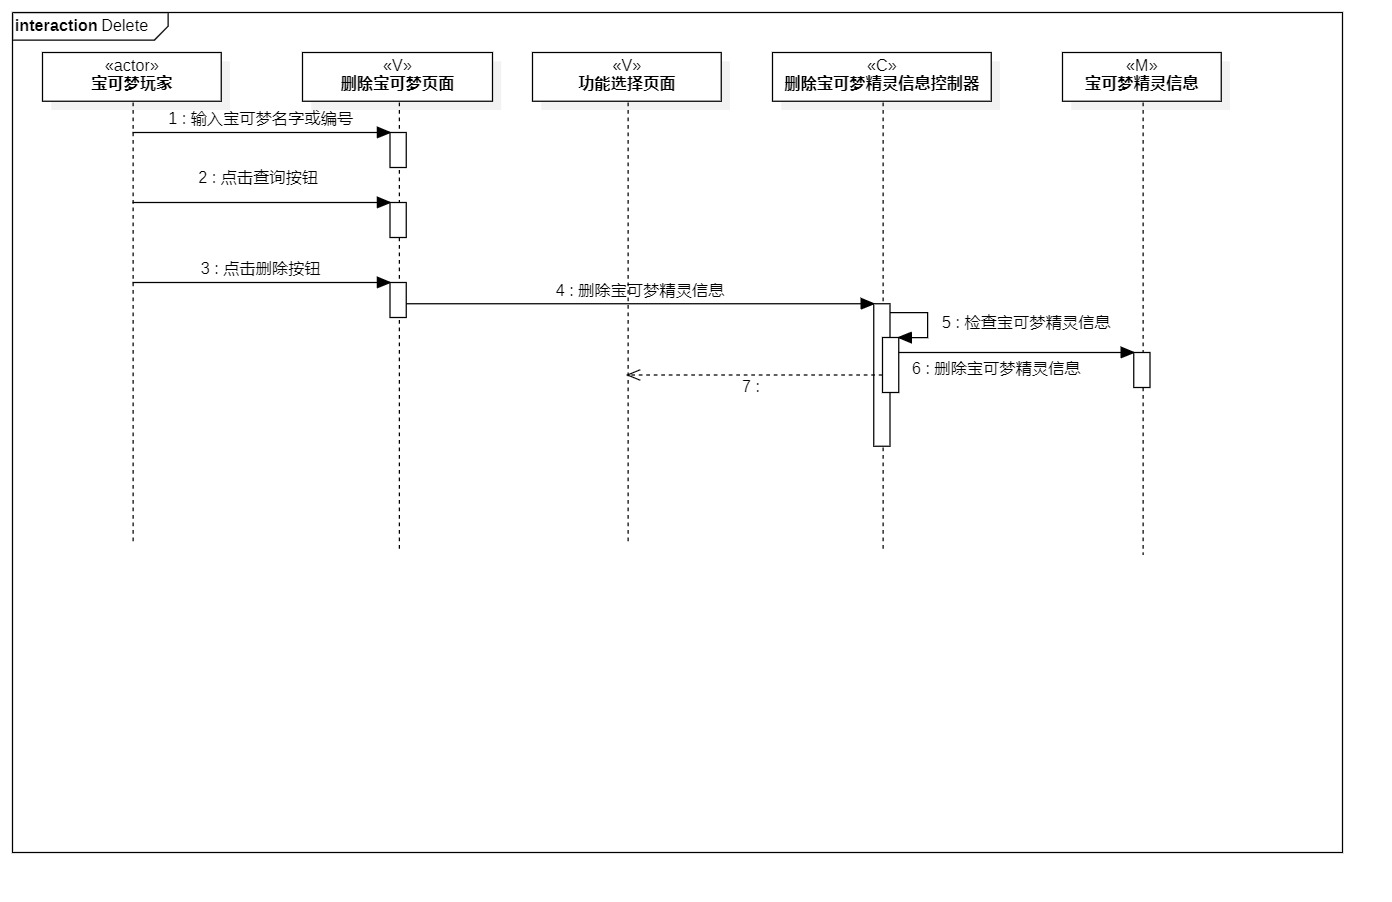 interaction Delete
«actor»
宝可梦玩家
«V»
删除宝可梦页面
«V»
功能选择页面
«C»
删除宝可梦精灵信息控制器
«M»
宝可梦精灵信息
1 : 输入宝可梦名字或编号
2 : 点击查询按钮
3 : 点击删除按钮
4 : 删除宝可梦精灵信息
5 : 检查宝可梦精灵信息
6 : 删除宝可梦精灵信息
7 :